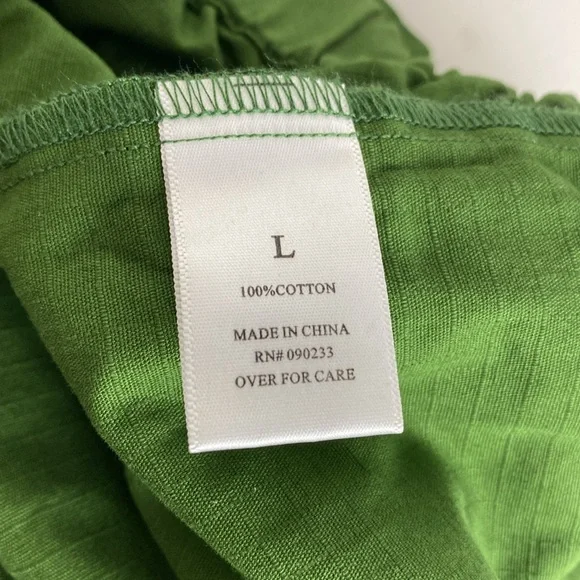 L
100%COTTON
MADE IN CHINA
RN# 090233
OVER FOR CARE